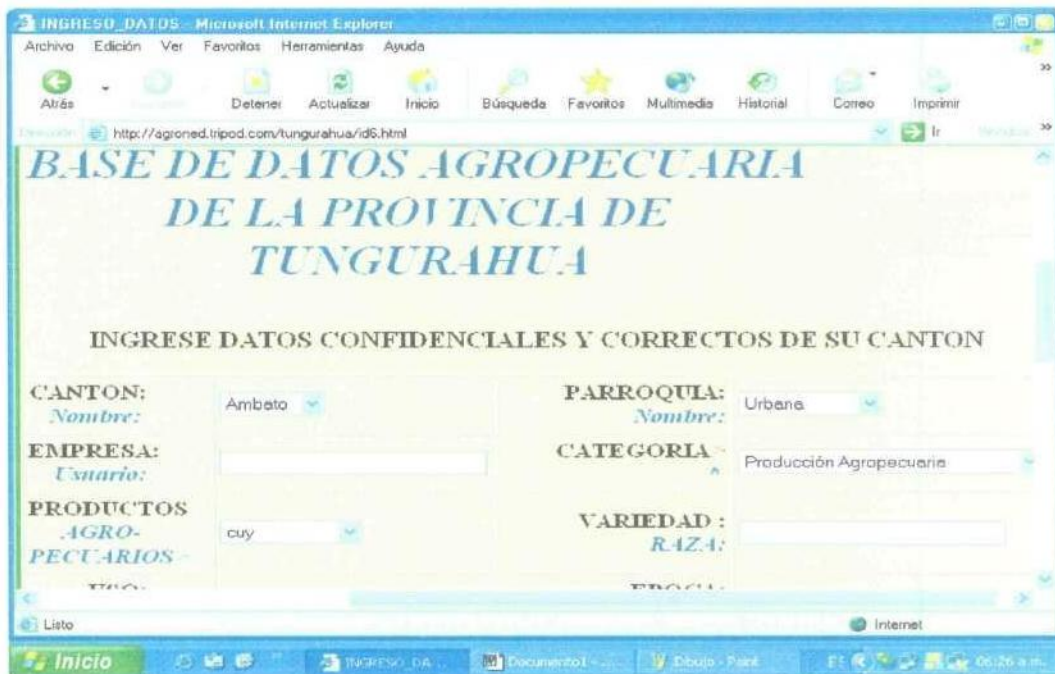 INGRESO_DATOS - Microsoft Internet Explorer
Archivo Edición Ver Favoritos Herramientas Ayuda
Atrás Detener Actualizar Inicio Búsqueda Favoritos Multimedia Historial Correo Imprimir
http://agroned.tripod.com/tungurahua/id6.html Ir
BASE DE DATOS AGROPECUARIA
DE LA PROVINCIA DE
TUNGURAHUA
INGRESE DATOS CONFIDENCIALES Y CORRECTOS DE SU CANTON
CANTON: Ambato PARROQUIA: Urbana
Nombre: Nombre:
EMPRESA: CATEGORIA Producción Agropecuaria
Usuario:
PRODUCTOS VARIEDAD :
AGRO- cuy RAZA:
PECUARIOS
USO: EPOCA:
Listo Internet
Inicio INGRESO_DA... Documento1 - ... Dibujo - Paint ES 06:26 a.m.